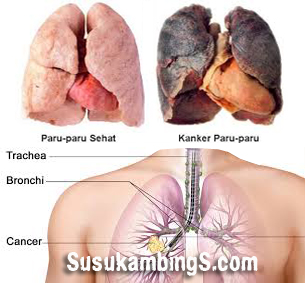 Paru-paru Sehat
Kanker Paru-paru
Trachea
Bronchi
Cancer
SusukambingS.com